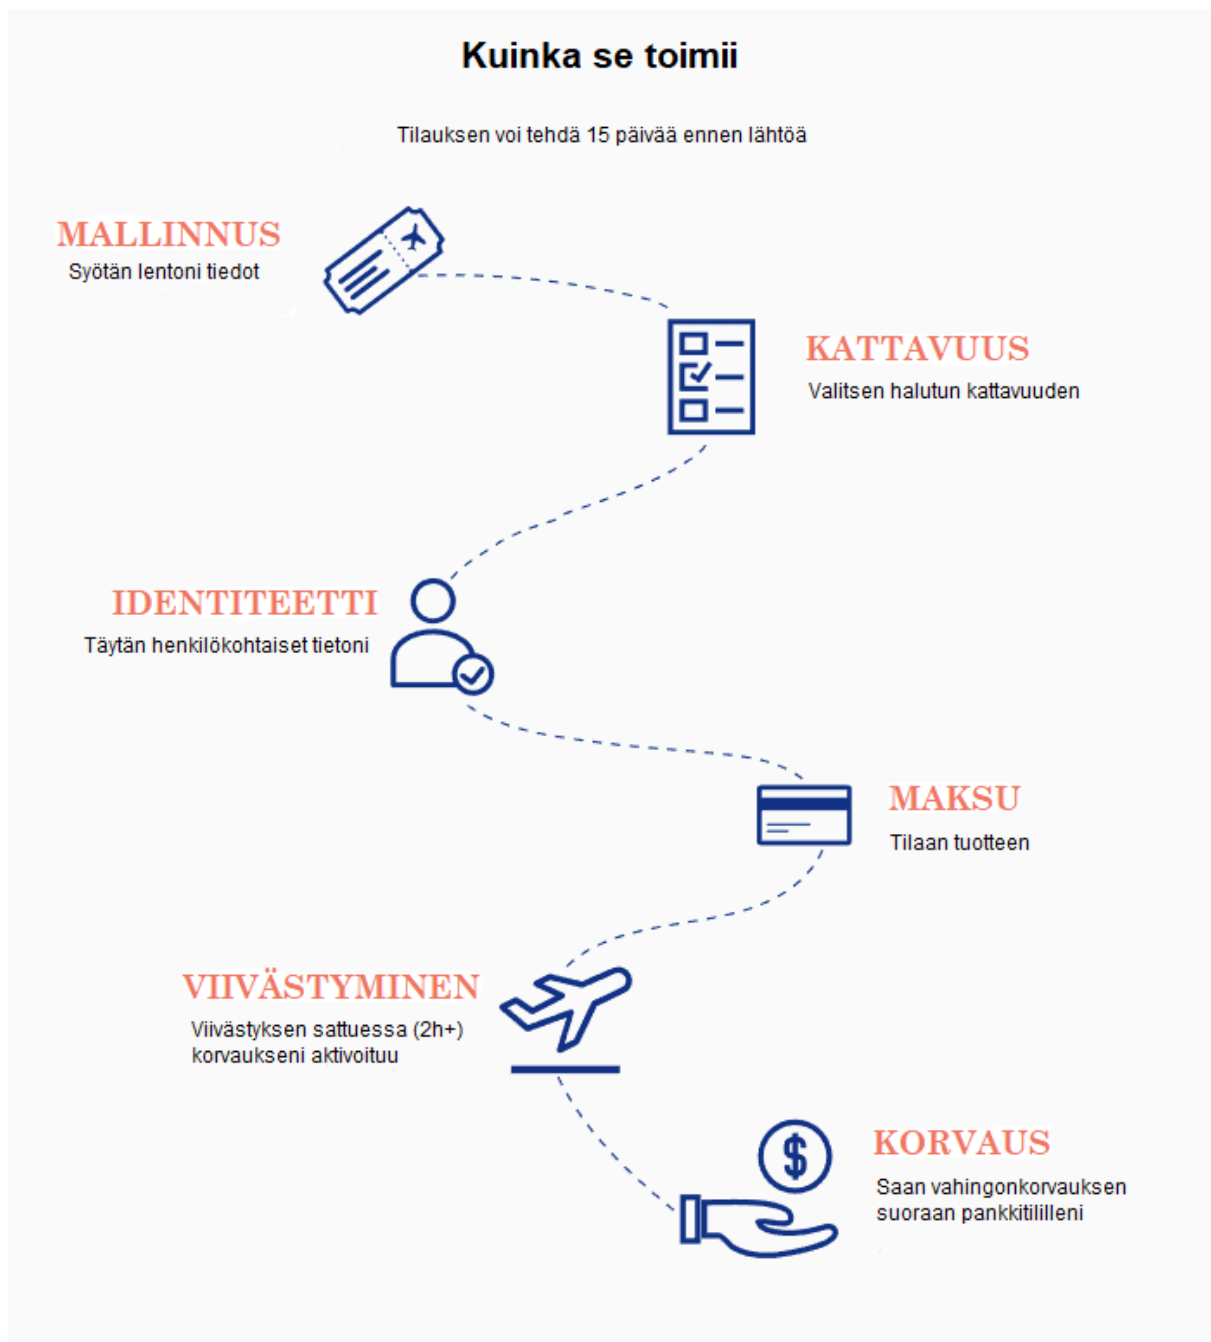 Kuinka se toimii
Tilauksen voi tehdä 15 päivää ennen lähtöä
MALLINNUS
Syötän lentoni tiedot
KATTAVUUS
Valitsen halutun kattavuuden
IDENTITEETTI
Täytän henkilökohtaiset tietoni
MAKSU
Tilaan tuotteen
VIIVÄSTYMINEN
Viivästyksen sattuessa (2h+)
korvaukseni aktivoituu
$
KORVAUS
Saan vahingonkorvauksen
suoraan pankkitililleni